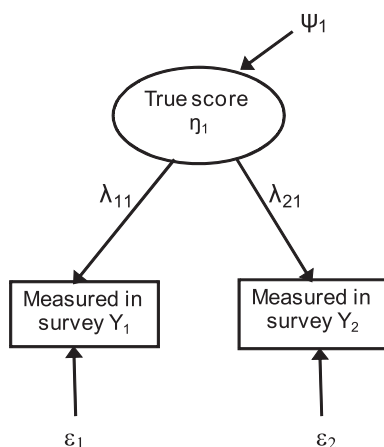 ψ₁
True score
η₁
λ₁₁
λ₂₁
Measured in
survey Y₁
Measured in
survey Y₂
ε₁
ε₂